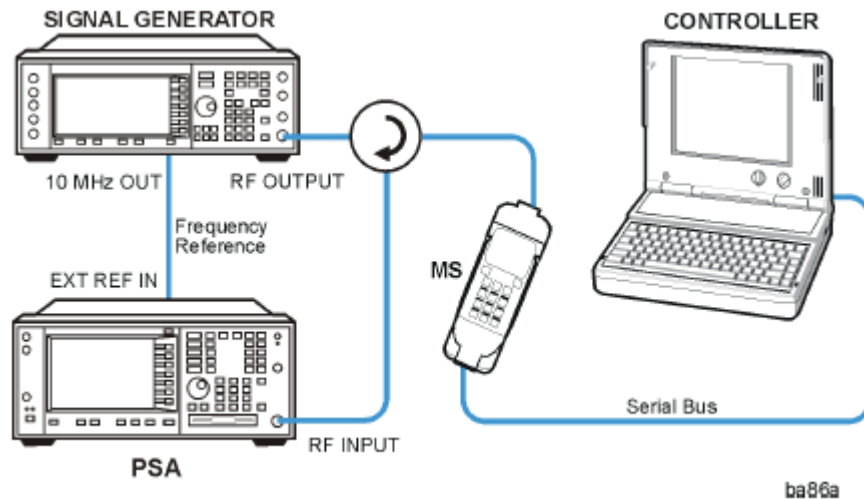 SIGNAL GENERATOR
CONTROLLER
10 MHz OUT
RF OUTPUT
Frequency
Reference
EXT REF IN
MS
Serial Bus
RF INPUT
PSA
ba86a